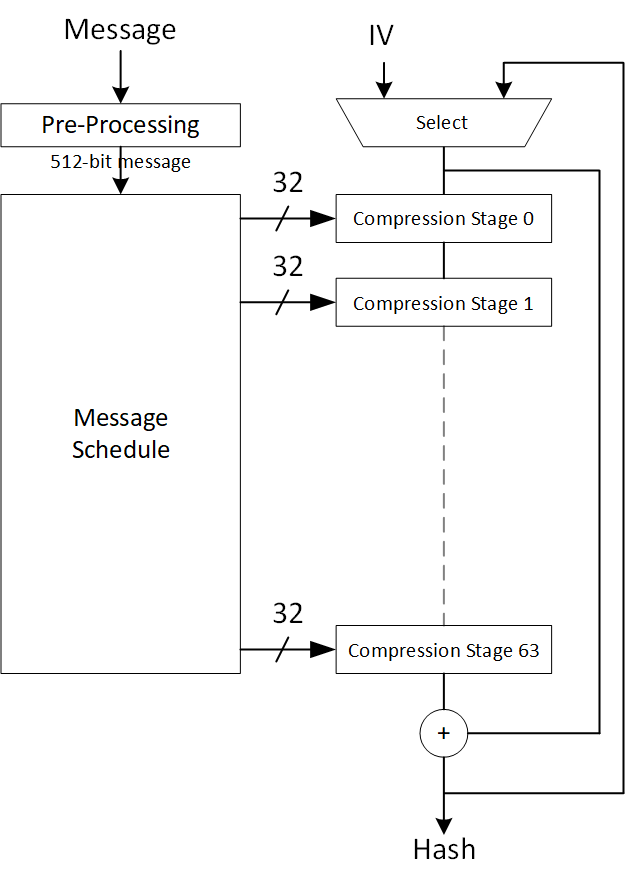 Message
IV
Pre-Processing
Select
512-bit message
32
Compression Stage 0
32
Compression Stage 1
Message
Schedule
32
Compression Stage 63
+
Hash